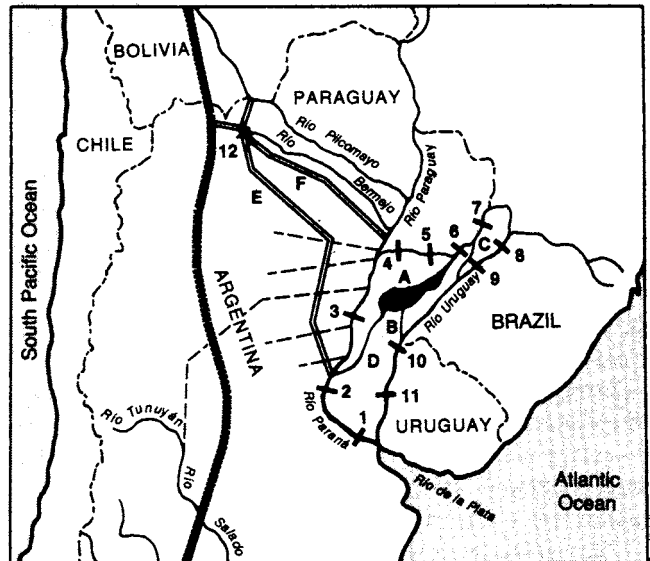 BOLIVIA
PARAGUAY
CHILE
Río Pilcomayo
Río
Bermejo
Río Paraguay
12
E
F
7
6
5
4
C
8
9
A
South Pacific Ocean
ARGENTINA
3
B
Río Uruguay
BRAZIL
D
10
2
11
Río Paraná
1
URUGUAY
Río Tunuyán
Río
Salado
Río de la Plata
Atlantic
Ocean